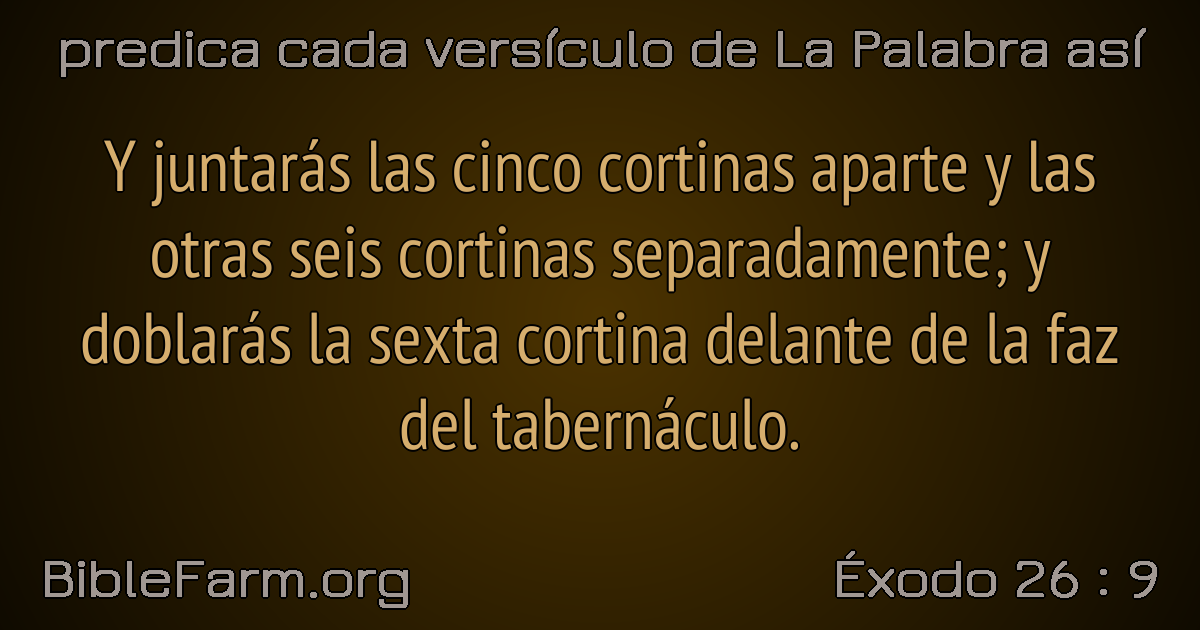 predica cada versículo de La Palabra así
Y juntarás las cinco cortinas aparte y las
otras seis cortinas separadamente; y
doblarás la sexta cortina delante de la faz
del tabernáculo.
BibleFarm.org
Éxodo 26 : 9